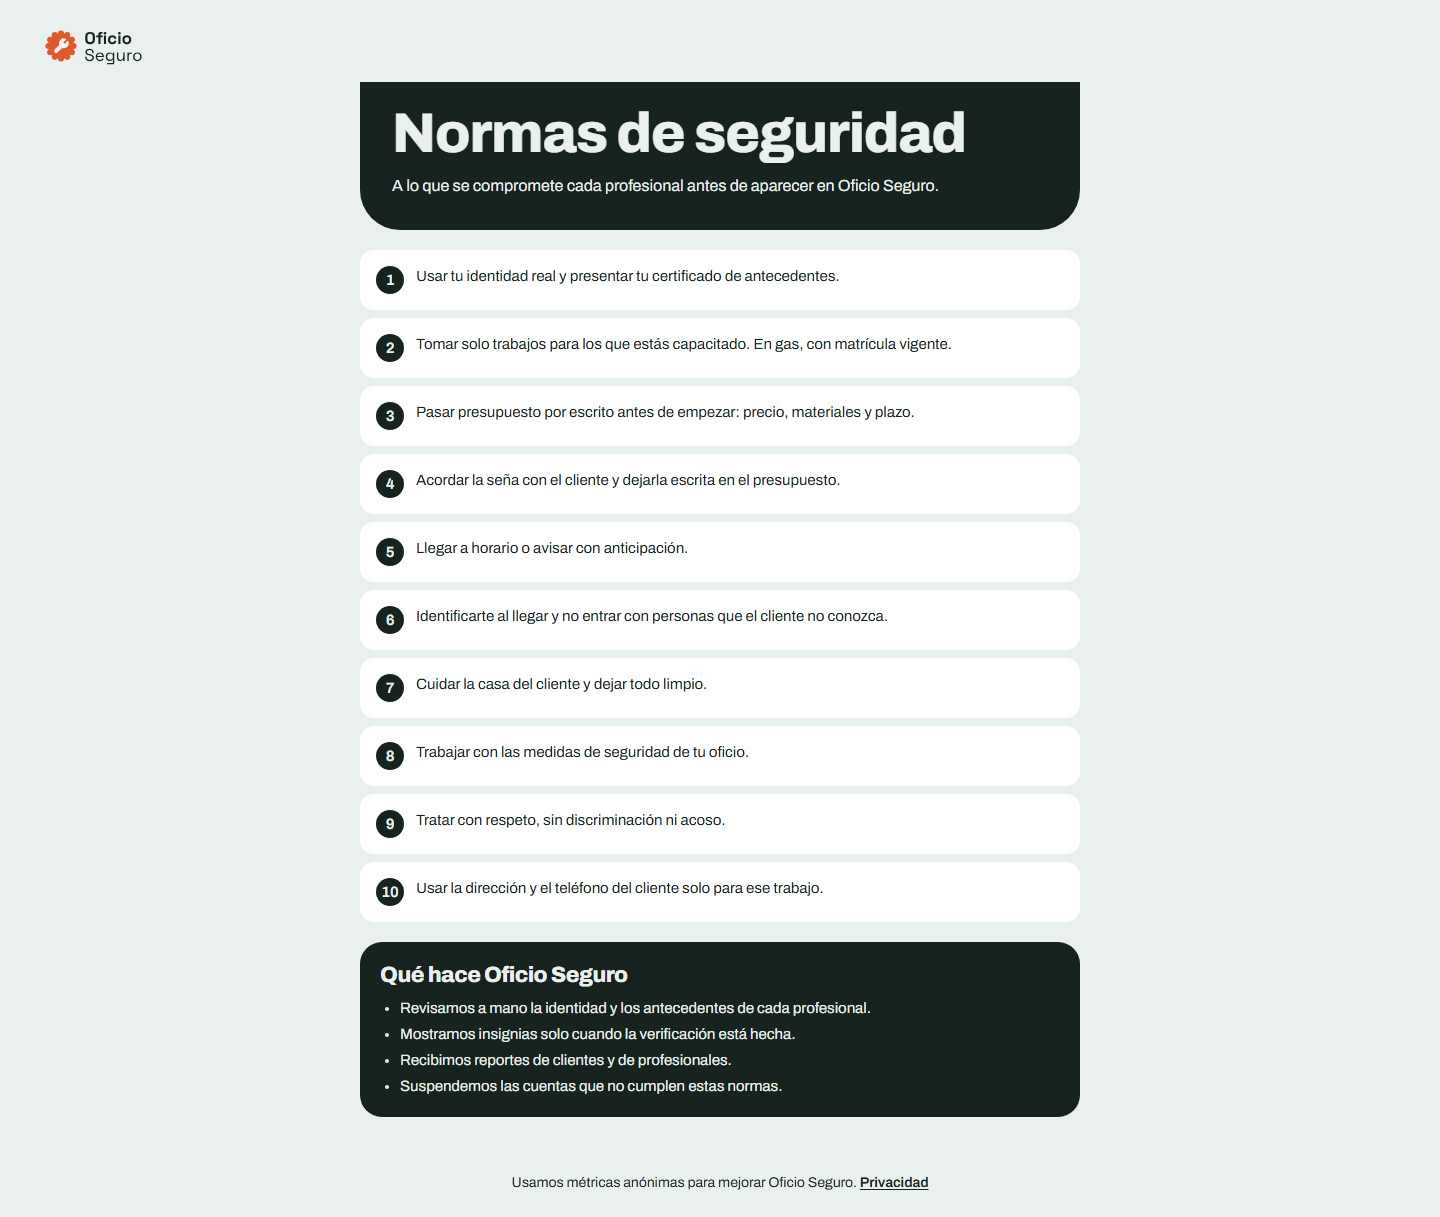 Oficio
Seguro
Normas de seguridad
A lo que se compromete cada profesional antes de aparecer en Oficio Seguro.
1 Usar tu identidad real y presentar tu certificado de antecedentes.
2 Tomar solo trabajos para los que estás capacitado. En gas, con matrícula vigente.
3 Pasar presupuesto por escrito antes de empezar: precio, materiales y plazo.
4 Acordar la seña con el cliente y dejarla escrita en el presupuesto.
5 Llegar a horario o avisar con anticipación.
6 Identificarte al llegar y no entrar con personas que el cliente no conozca.
7 Cuidar la casa del cliente y dejar todo limpio.
8 Trabajar con las medidas de seguridad de tu oficio.
9 Tratar con respeto, sin discriminación ni acoso.
10 Usar la dirección y el teléfono del cliente solo para ese trabajo.
Qué hace Oficio Seguro
• Revisamos a mano la identidad y los antecedentes de cada profesional.
• Mostramos insignias solo cuando la verificación está hecha.
• Recibimos reportes de clientes y de profesionales.
• Suspendemos las cuentas que no cumplen estas normas.
Usamos métricas anónimas para mejorar Oficio Seguro. Privacidad